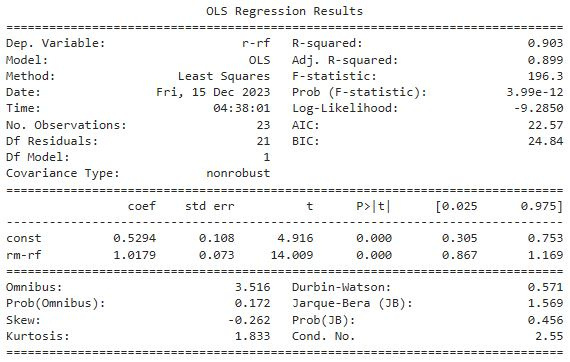 OLS Regression Results
==============================================================================
Dep. Variable: r-rf R-squared: 0.903
Model: OLS Adj. R-squared: 0.899
Method: Least Squares F-statistic: 196.3
Date: Fri, 15 Dec 2023 Prob (F-statistic): 3.99e-12
Time: 04:38:01 Log-Likelihood: -9.2850
No. Observations: 23 AIC: 22.57
Df Residuals: 21 BIC: 24.84
Df Model: 1
Covariance Type: nonrobust
==============================================================================
coef std err t P>|t| [0.025 0.975]
------------------------------------------------------------------------------
const 0.5294 0.108 4.916 0.000 0.305 0.753
rm-rf 1.0179 0.073 14.009 0.000 0.867 1.169
==============================================================================
Omnibus: 3.516 Durbin-Watson: 0.571
Prob(Omnibus): 0.172 Jarque-Bera (JB): 1.569
Skew: -0.262 Prob(JB): 0.456
Kurtosis: 1.833 Cond. No. 2.55
==============================================================================